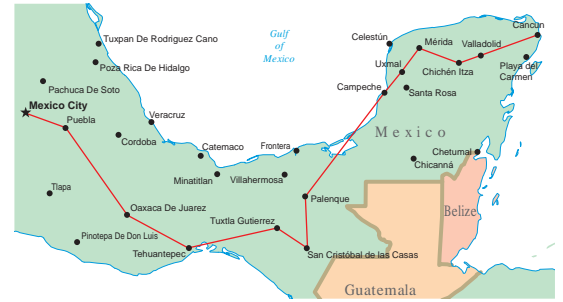 Tuxpan De Rodriguez Cano
Poza Rica De Hidalgo
Pachuca De Soto
Mexico City
Puebla
Veracruz
Cordoba
Catemaco
Minatitlan
Tlapa
Oaxaca De Juarez
Pinotepa De Don Luis
Tehuantepec
Tuxtla Gutierrez
Villahermosa
Frontera
Palenque
San Cristóbal de las Casas
Gulf
of
Mexico
Celestún
Mérida
Uxmal
Campeche
Santa Rosa
Chichén Itza
Valladolid
Cancun
Playa del
Carmen
Mexico
Chetumal
Chicanná
Belize
Guatemala